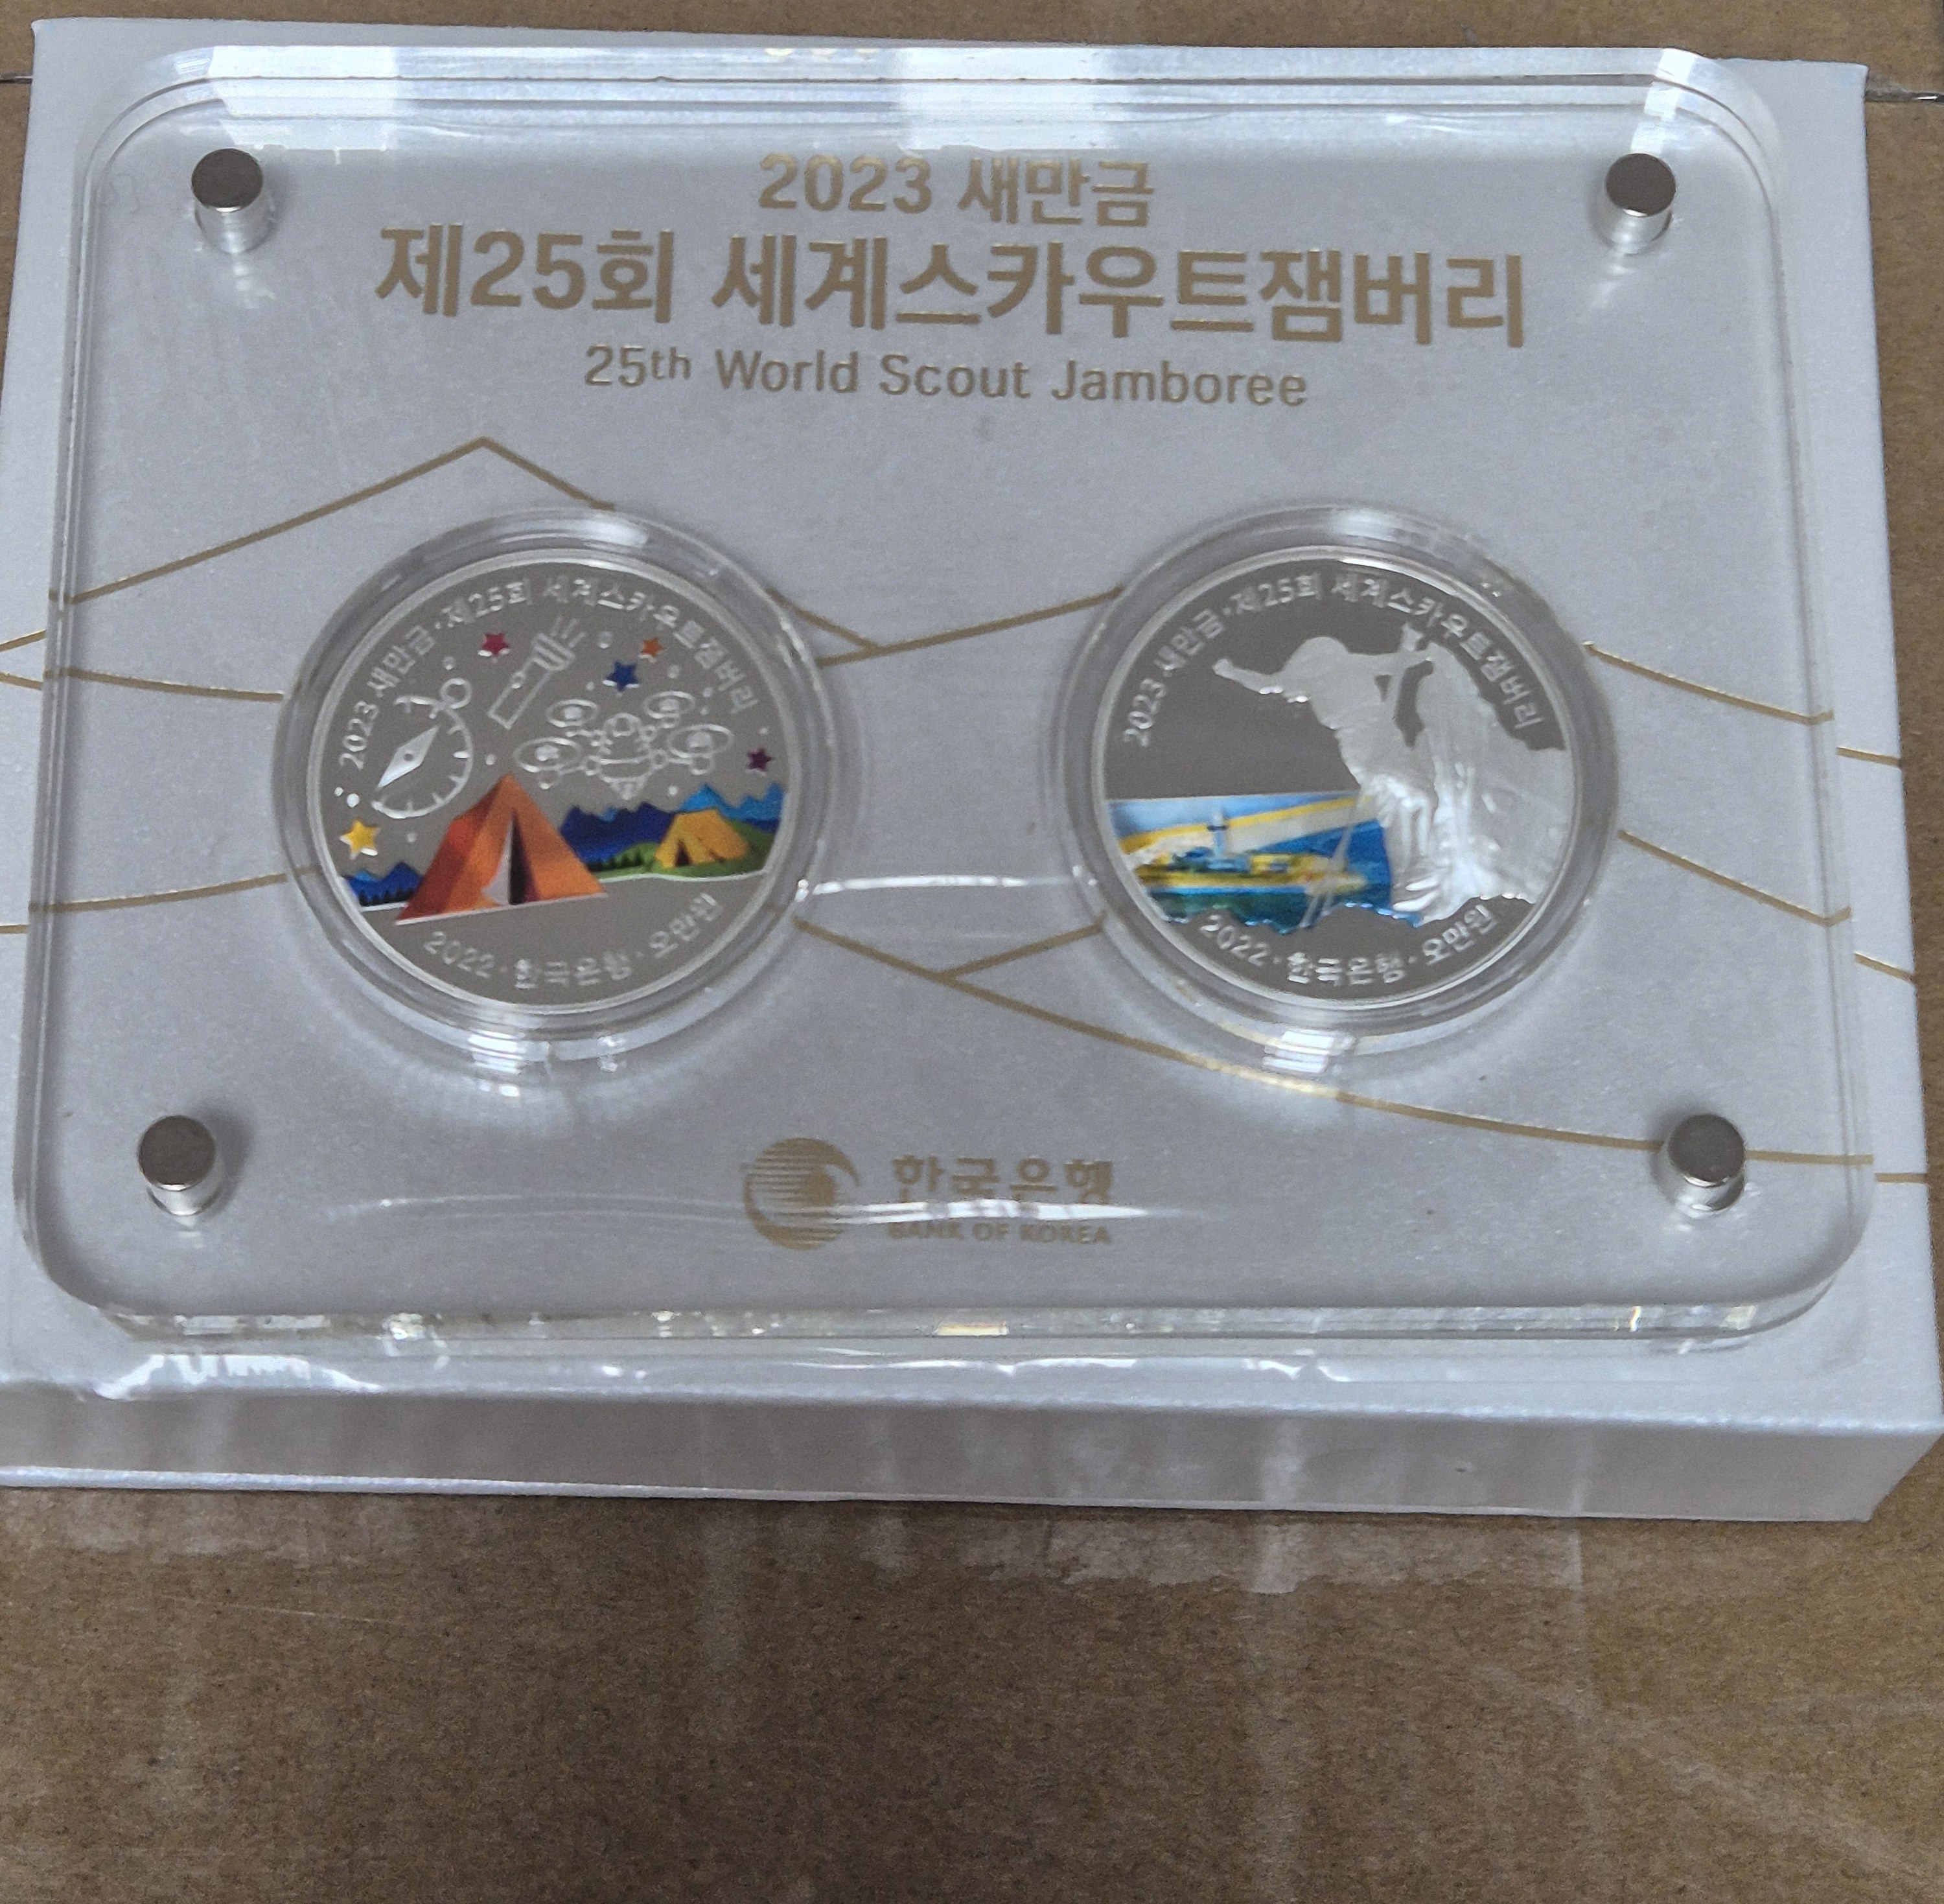 2023 새만금
제25회 세계스카우트잼버리
25th World Scout Jamboree
2023 새만금·제25회 세계스카우트잼버리
2022·한국은행·오만원
2023 새만금·제25회 세계스카우트잼버리
2022·한국은행·오만원
한국은행
BANK OF KOREA